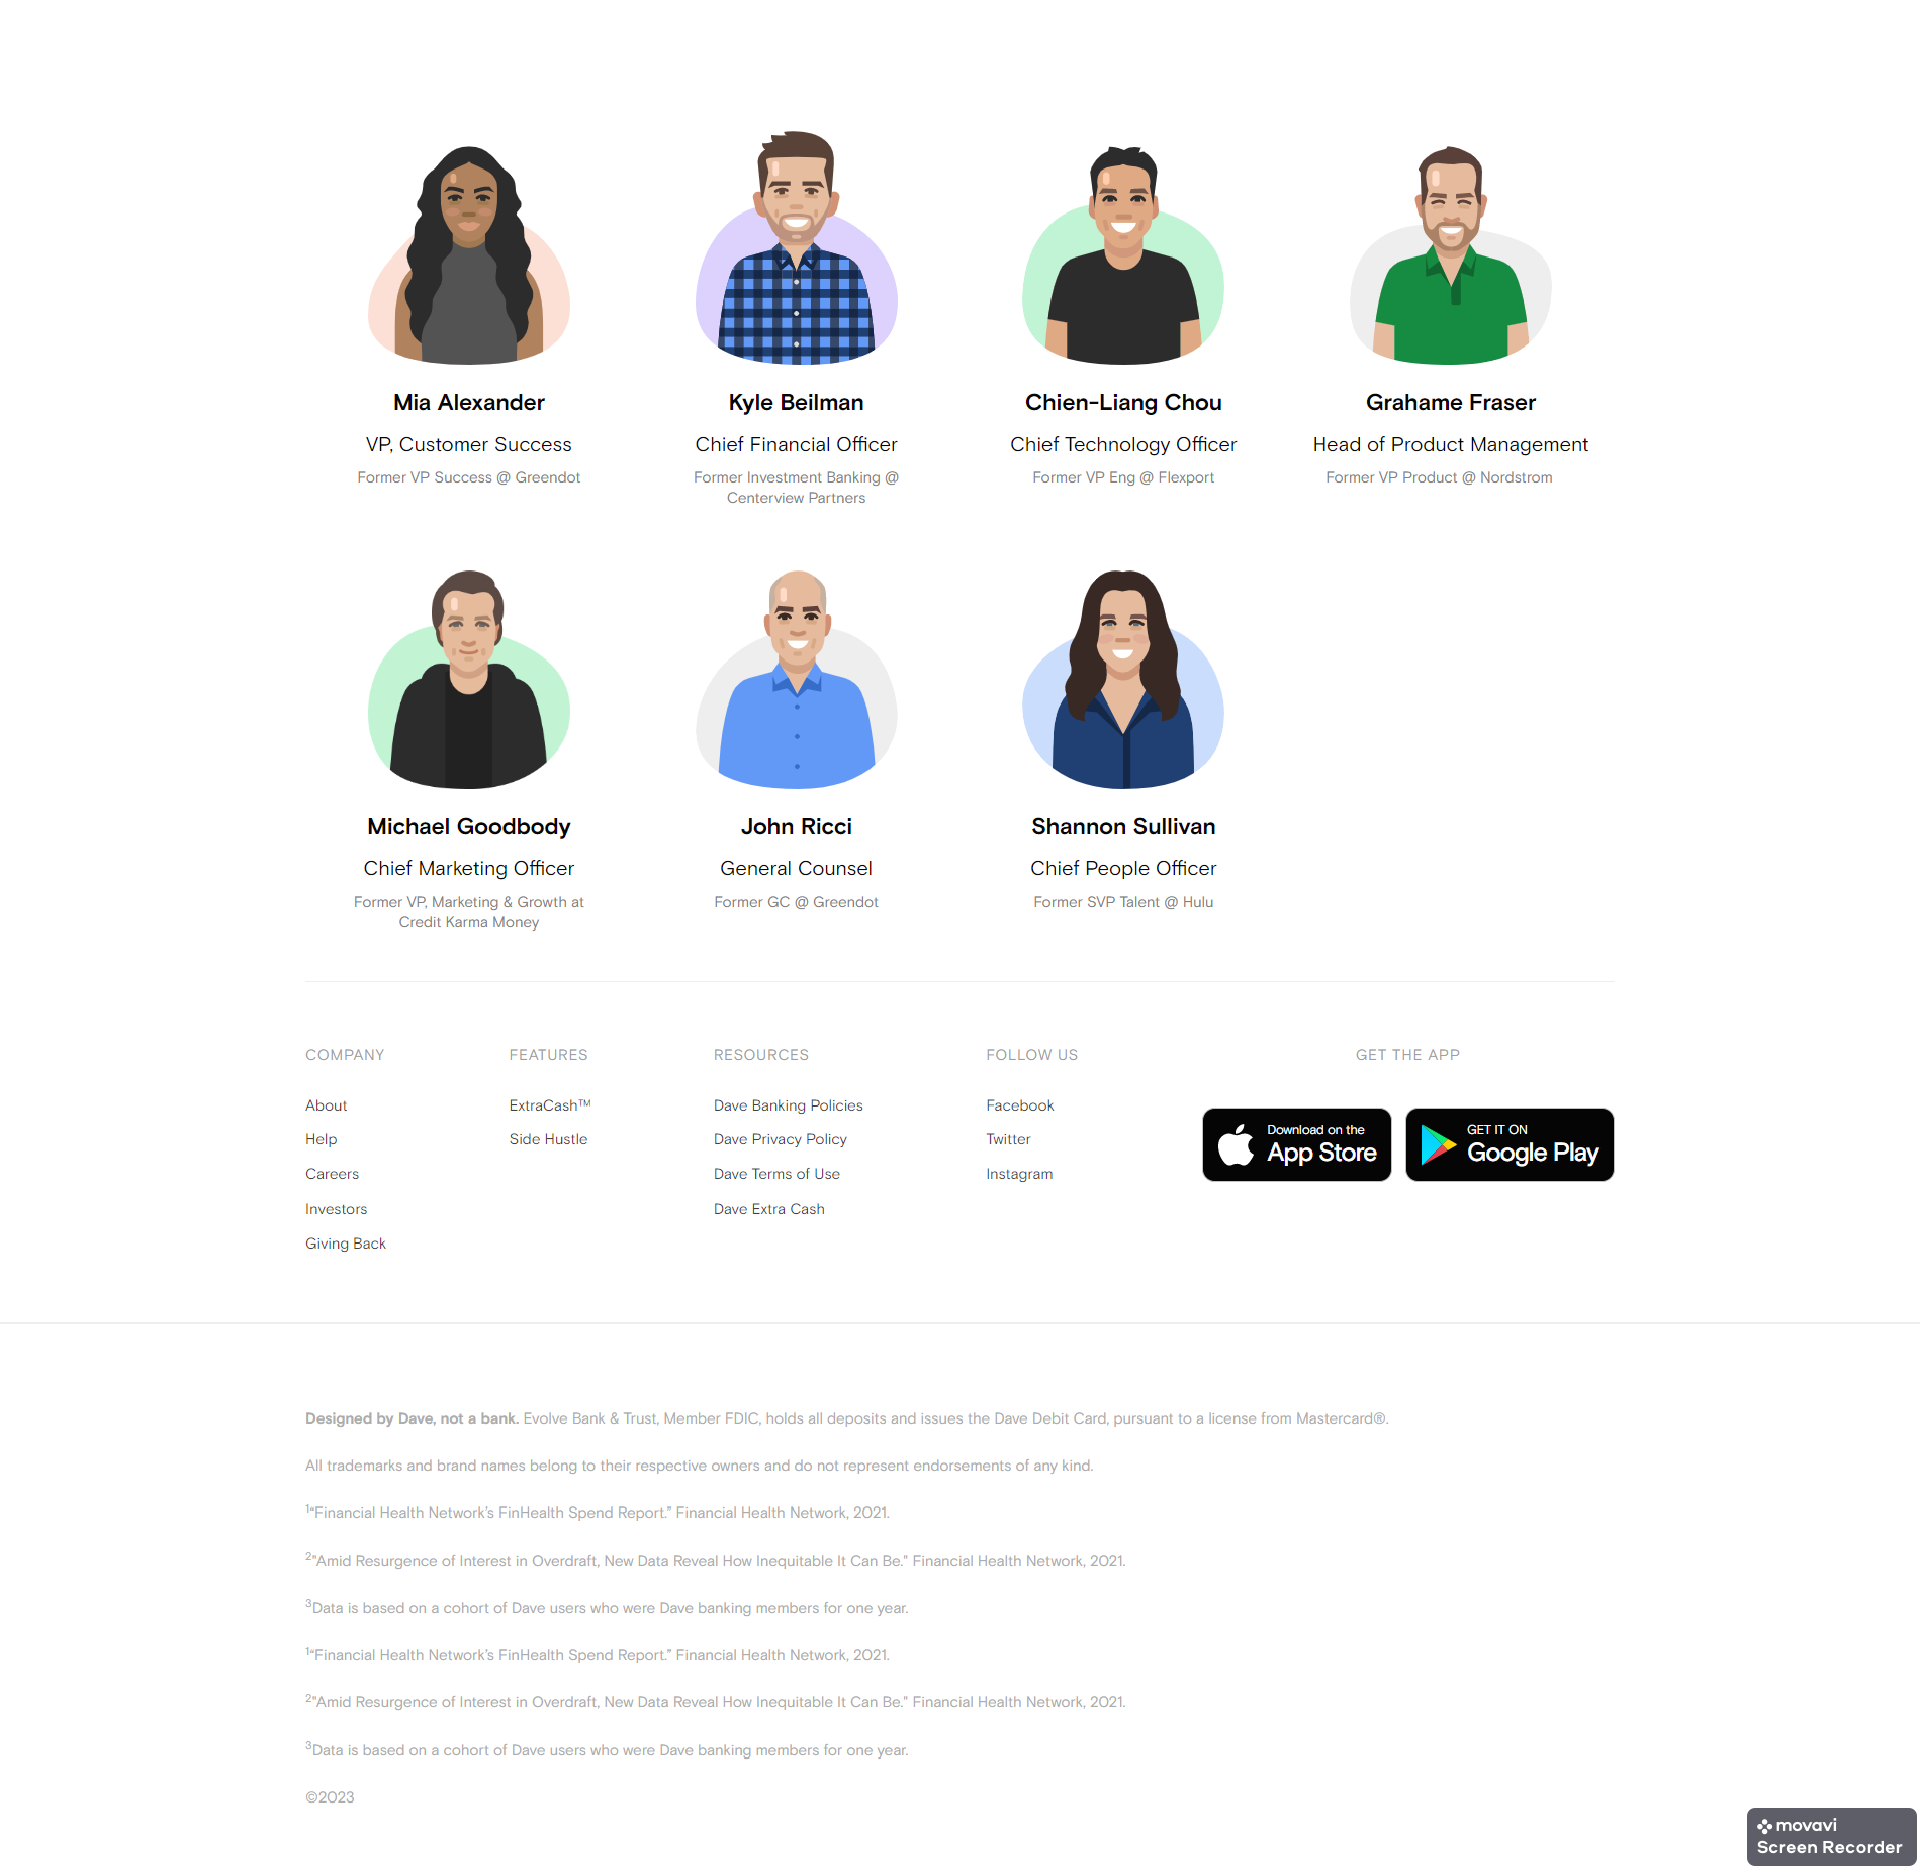 Mia Alexander
VP, Customer Success
Former VP Success @ Greendot
Kyle Beilman
Chief Financial Officer
Former Investment Banking @
Centerview Partners
Chien-Liang Chou
Chief Technology Officer
Former VP Eng @ Flexport
Grahame Fraser
Head of Product Management
Former VP Product @ Nordstrom
Michael Goodbody
Chief Marketing Officer
Former VP, Marketing & Growth at
Credit Karma Money
John Ricci
General Counsel
Former GC @ Greendot
Shannon Sullivan
Chief People Officer
Former SVP Talent @ Hulu
COMPANY
About
Help
Careers
Investors
Giving Back
FEATURES
ExtraCash™
Side Hustle
RESOURCES
Dave Banking Policies
Dave Privacy Policy
Dave Terms of Use
Dave Extra Cash
FOLLOW US
Facebook
Twitter
Instagram
GET THE APP
Download on the
App Store
GET IT ON
Google Play
Designed by Dave, not a bank. Evolve Bank & Trust, Member FDIC, holds all deposits and issues the Dave Debit Card, pursuant to a license from Mastercard®.
All trademarks and brand names belong to their respective owners and do not represent endorsements of any kind.
¹“Financial Health Network’s FinHealth Spend Report.” Financial Health Network, 2021.
²"Amid Resurgence of Interest in Overdraft, New Data Reveal How Inequitable It Can Be." Financial Health Network, 2021.
³Data is based on a cohort of Dave users who were Dave banking members for one year.
¹“Financial Health Network’s FinHealth Spend Report.” Financial Health Network, 2021.
²"Amid Resurgence of Interest in Overdraft, New Data Reveal How Inequitable It Can Be." Financial Health Network, 2021.
³Data is based on a cohort of Dave users who were Dave banking members for one year.
©2023
movavi
Screen Recorder